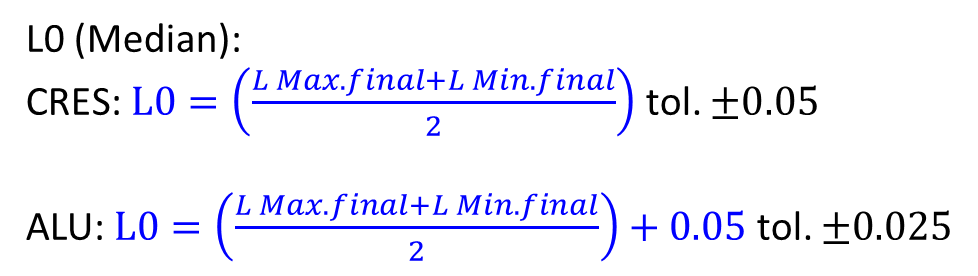 L0 (Median):
CRES: L0 = (L Max.final+L Min.final / 2) tol. ±0.05
ALU: L0 = (L Max.final+L Min.final / 2) + 0.05 tol. ±0.025